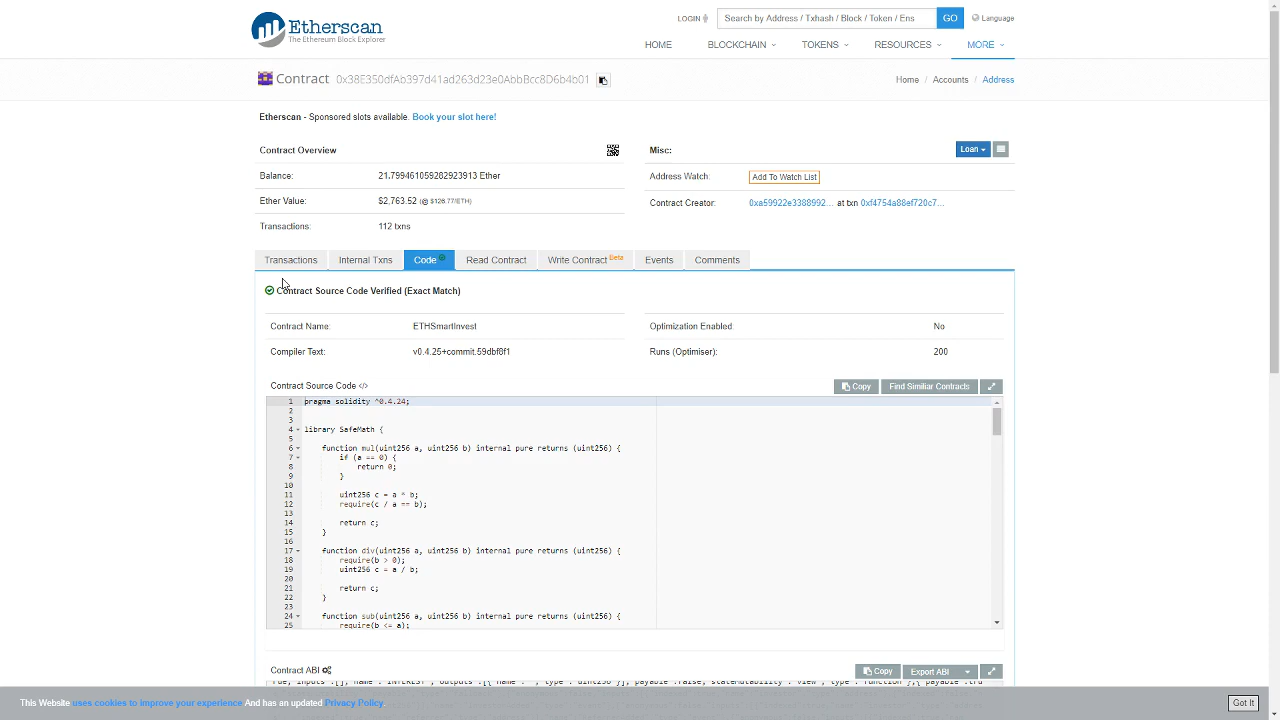 Etherscan
The Ethereum Block Explorer
LOGIN
Search by Address / Txhash / Block / Token / Ens
GO
Language
HOME BLOCKCHAIN TOKENS RESOURCES MORE
Contract 0x38E350dfAb397d41ad263d23e0AbbBcc8D6b4b01
Home / Accounts / Address
Etherscan - Sponsored slots available. Book your slot here!
Contract Overview
Balance: 21.799461059282923913 Ether
Ether Value: $2,763.52 (@ $126.77/ETH)
Transactions: 112 txns
Misc:
Loan
Address Watch: Add To Watch List
Contract Creator: 0xa59922e3388992... at txn 0xf4754a88ef720c7...
Transactions Internal Txns Code Read Contract Write Contract Beta Events Comments
Contract Source Code Verified (Exact Match)
Contract Name: ETHSmartInvest
Compiler Text: v0.4.25+commit.59dbf8f1
Optimization Enabled No
Runs (Optimiser): 200
Contract Source Code </>
Copy Find Similiar Contracts
1 pragma solidity ^0.4.24;
2
3
4 library SafeMath {
5
6 function mul(uint256 a, uint256 b) internal pure returns (uint256) {
7 if (a == 0) {
8 return 0;
9 }
10
11 uint256 c = a * b;
12 require(c / a == b);
13
14 return c;
15 }
16
17 function div(uint256 a, uint256 b) internal pure returns (uint256) {
18 require(b > 0);
19 uint256 c = a / b;
20
21 return c;
22 }
23
24 function sub(uint256 a, uint256 b) internal pure returns (uint256) {
25 require(b <= a);
Contract ABI
Copy Export ABI
This Website uses cookies to improve your experience And has an updated Privacy Policy.
Got It